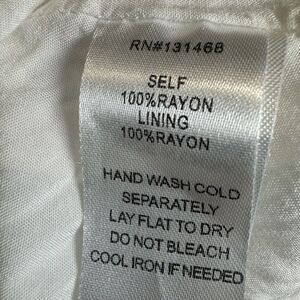 RN#131468
SELF
100%RAYON
LINING
100%RAYON
HAND WASH COLD
SEPARATELY
LAY FLAT TO DRY
DO NOT BLEACH
COOL IRON IF NEEDED